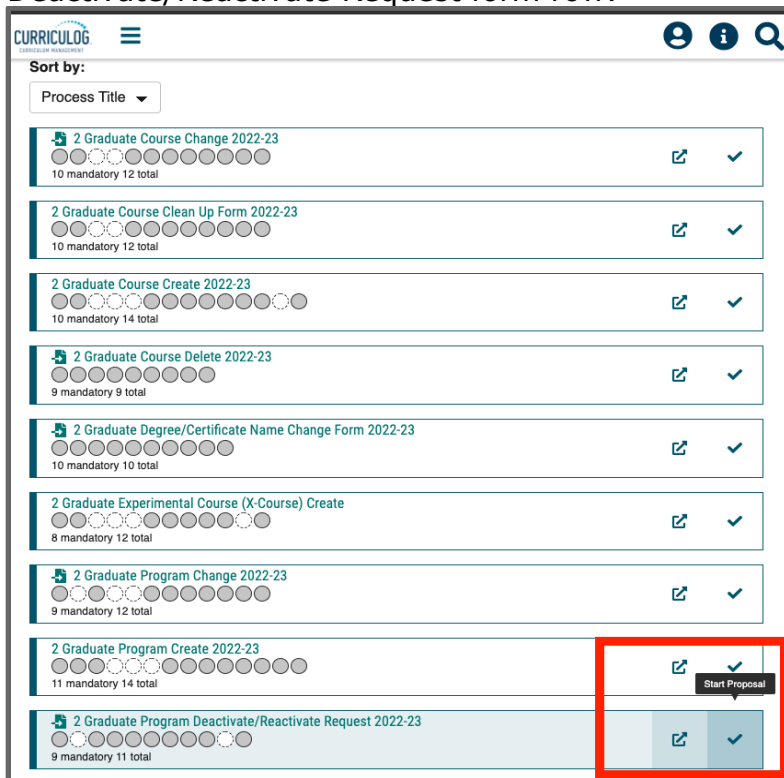 Deactivate/Reactivate Request form row.
CURRICULOG
CURRICULUM MANAGEMENT
Sort by:
Process Title
2 Graduate Course Change 2022-23
10 mandatory 12 total
2 Graduate Course Clean Up Form 2022-23
10 mandatory 12 total
2 Graduate Course Create 2022-23
10 mandatory 14 total
2 Graduate Course Delete 2022-23
9 mandatory 9 total
2 Graduate Degree/Certificate Name Change Form 2022-23
10 mandatory 10 total
2 Graduate Experimental Course (X-Course) Create
8 mandatory 12 total
2 Graduate Program Change 2022-23
9 mandatory 12 total
2 Graduate Program Create 2022-23
11 mandatory 14 total
Start Proposal
2 Graduate Program Deactivate/Reactivate Request 2022-23
9 mandatory 11 total